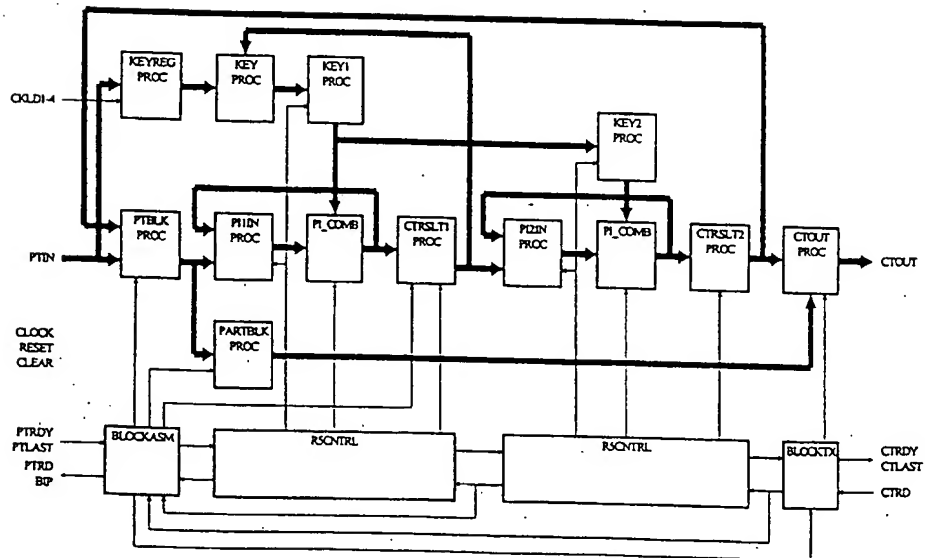 KEYREG
PROC
KEY
PROC
KEY1
PROC
CKLD1-4
KEY2
PROC
PTBLK
PROC
PI1IN
PROC
PI_COMB
CTRSLT1
PROC
PI2IN
PROC
PI_COMB
CTRSLT2
PROC
CTOUT
PROC
PTIN
CTOUT
PARTBLK
PROC
CLOCK
RESET
CLEAR
BLOCKASM
R5CNTRL
R5CNTRL
BLOCKTX
PTRDY
PTLAST
PTRD
BIP
CTRDY
CTLAST
CTRD